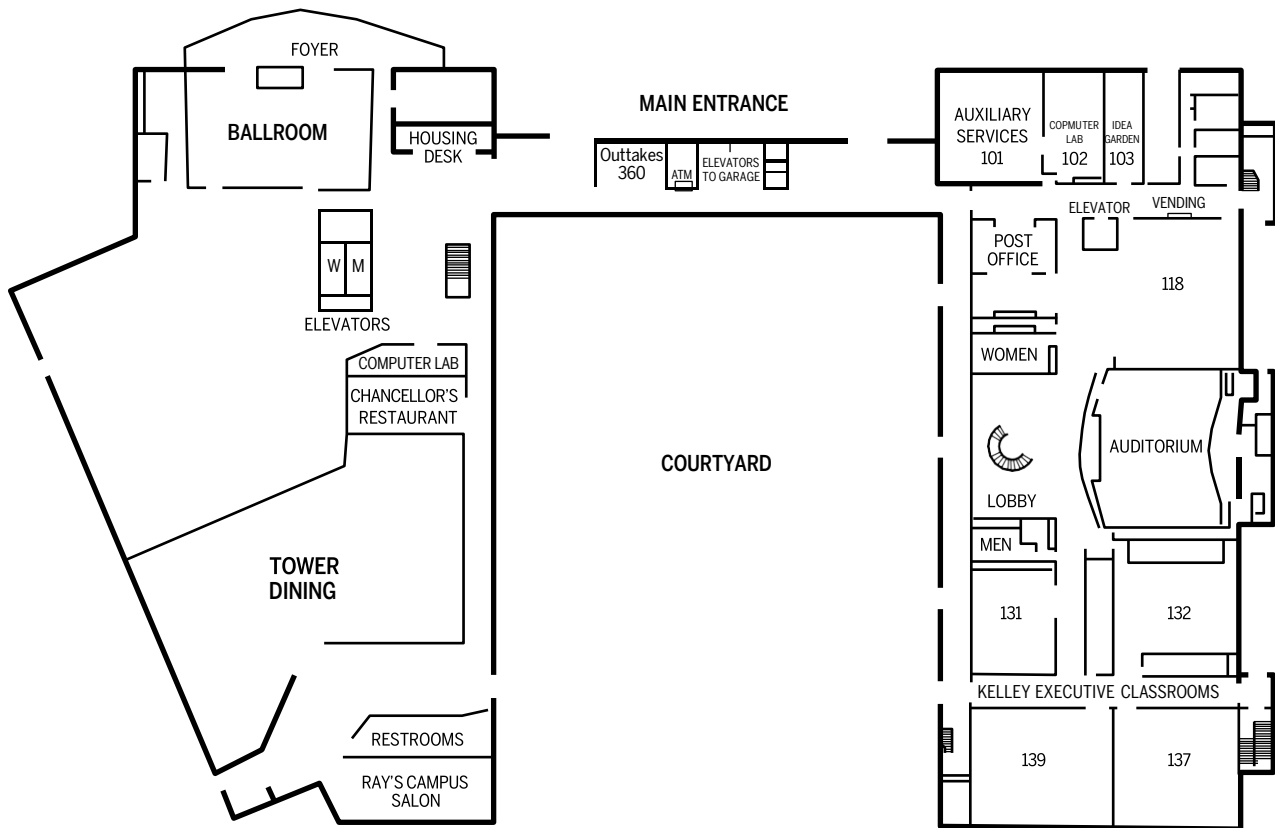 FOYER
BALLROOM
HOUSING
DESK
MAIN ENTRANCE
Outtakes
360
ATM
ELEVATORS
TO GARAGE
AUXILIARY
SERVICES
101
COPMUTER
LAB
102
IDEA
GARDEN
103
ELEVATOR
VENDING
POST
OFFICE
118
W
M
ELEVATORS
COMPUTER LAB
CHANCELLOR'S
RESTAURANT
WOMEN
COURTYARD
AUDITORIUM
LOBBY
MEN
TOWER
DINING
131
132
KELLEY EXECUTIVE CLASSROOMS
RESTROOMS
RAY'S CAMPUS
SALON
139
137